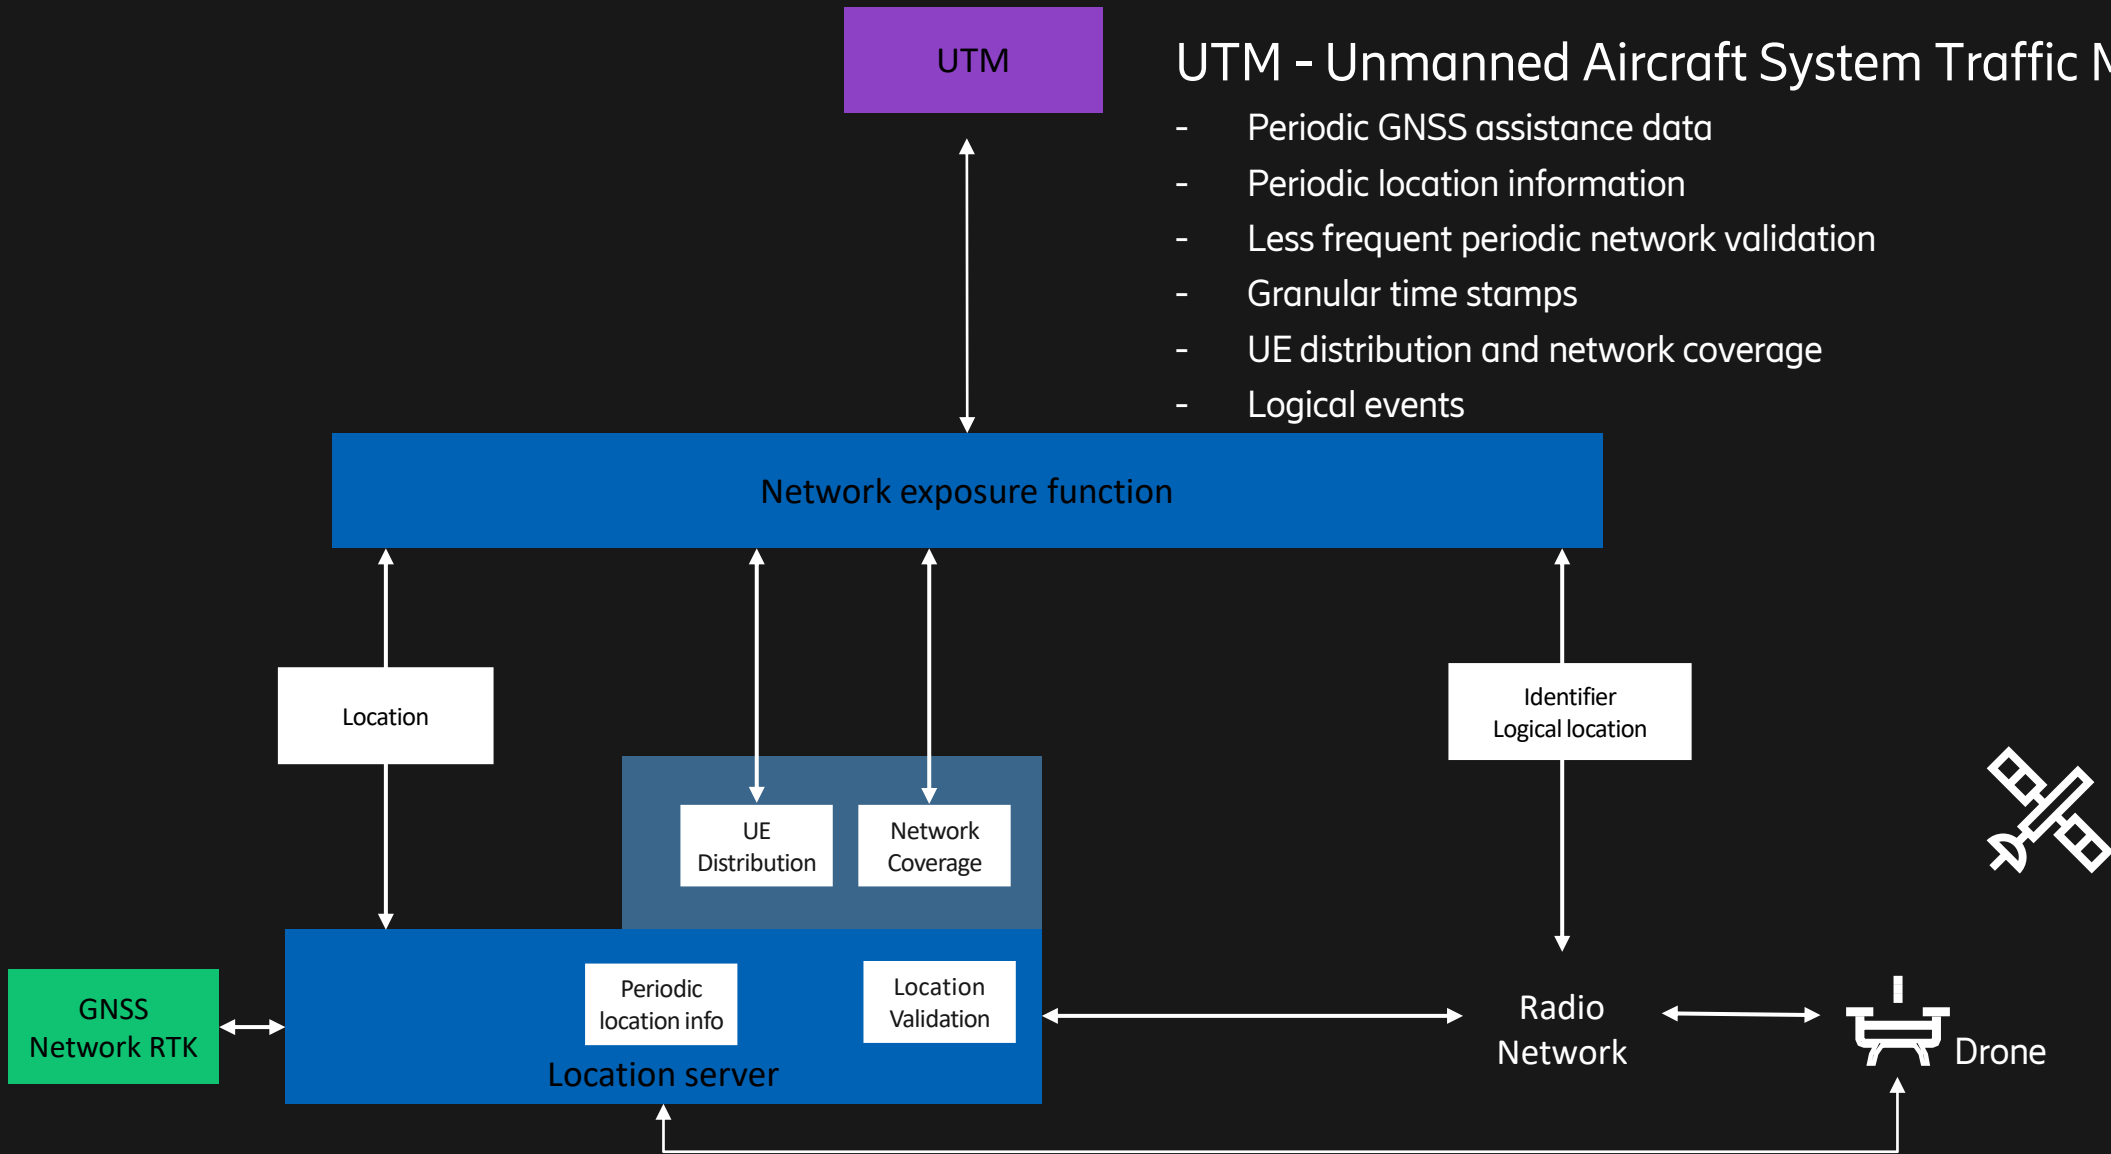 UTM
UTM - Unmanned Aircraft System Traffic
- Periodic GNSS assistance data
- Periodic location information
- Less frequent periodic network validation
- Granular time stamps
- UE distribution and network coverage
- Logical events
Network exposure function
Location
Identifier
Logical location
UE
Distribution
Network
Coverage
GNSS
Network RTK
Periodic
location info
Location
Validation
Location server
Radio
Network
Drone